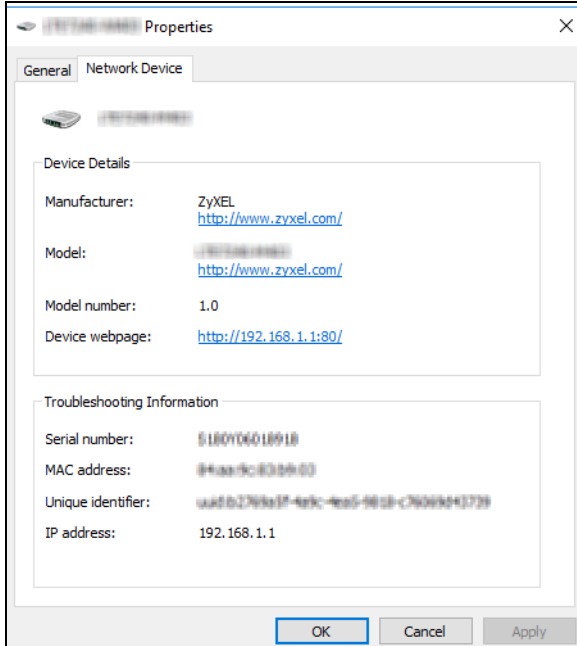 Properties
General
Network Device
Device Details
Manufacturer:
ZyXEL
http://www.zyxel.com/
Model:
http://www.zyxel.com/
Model number:
1.0
Device webpage:
http://192.168.1.1:80/
Troubleshooting Information
Serial number:
MAC address:
Unique identifier:
IP address:
192.168.1.1
OK
Cancel
Apply